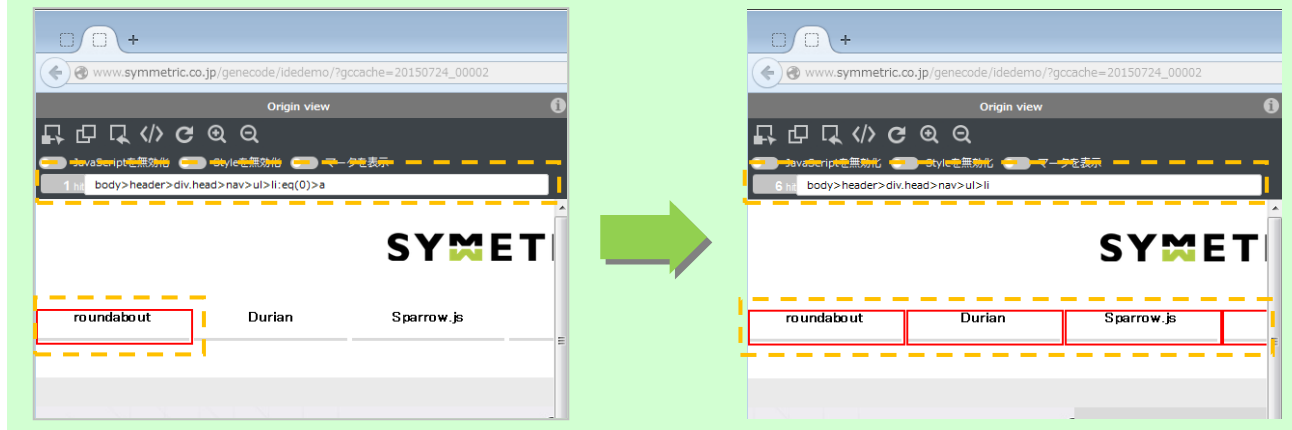 +
www.symmetric.co.jp/genecode/idedemo/?gccache=20150724_00002
Origin view
JavaScriptを無効化 Styleを無効化 マークを表示
1 hit body>header>div.head>nav>ul>li:eq(0)>a
SYMETR
roundabout Durian Sparrow.js
+
www.symmetric.co.jp/genecode/idedemo/?gccache=20150724_00002
Origin view
JavaScriptを無効化 Styleを無効化 マークを表示
6 hit body>header>div.head>nav>ul>li
SYMET
roundabout Durian Sparrow.js